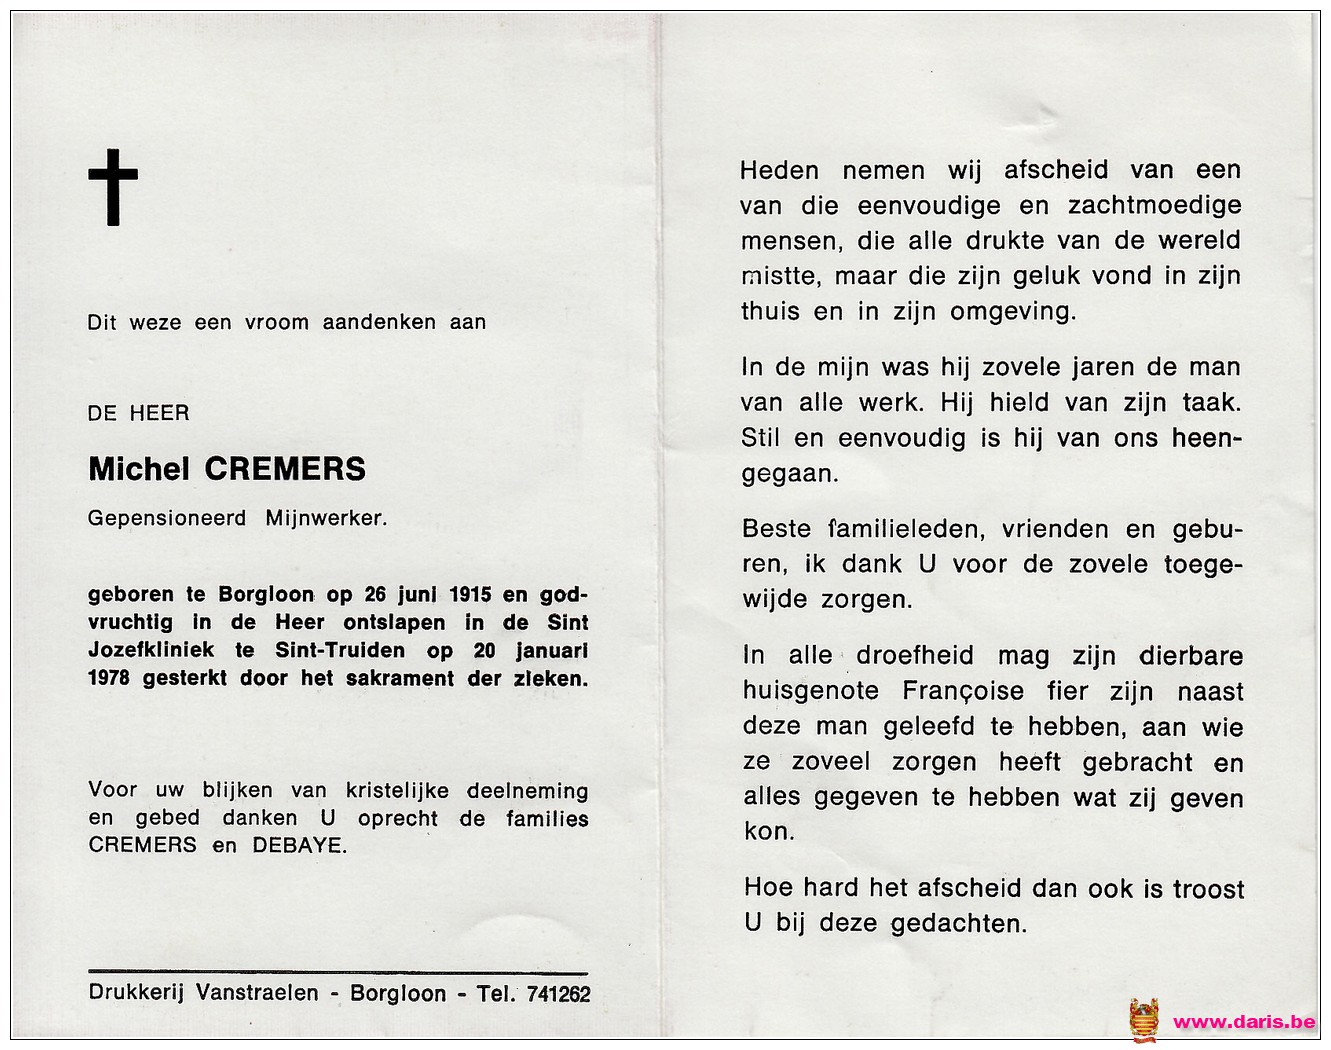 Dit weze een vroom aandenken aan
DE HEER
Michel CREMERS
Gepensioneerd Mijnwerker.
geboren te Borgloon op 26 juni 1915 en god-
vruchtig in de Heer ontslapen in de Sint
Jozefkliniek te Sint-Truiden op 20 januari
1978 gesterkt door het sakrament der zieken.
Voor uw blijken van kristelijke deelneming
en gebed danken U oprecht de families
CREMERS en DEBAYE.
Drukkerij Vanstraelen - Borgloon - Tel. 741262
Heden nemen wij afscheid van een
van die eenvoudige en zachtmoedige
mensen, die alle drukte van de wereld
mistte, maar die zijn geluk vond in zijn
thuis en in zijn omgeving.
In de mijn was hij zovele jaren de man
van alle werk. Hij hield van zijn taak.
Stil en eenvoudig is hij van ons heen-
gegaan.
Beste familieleden, vrienden en gebu-
ren, ik dank U voor de zovele toege-
wijde zorgen.
In alle droefheid mag zijn dierbare
huisgenote Françoise fier zijn naast
deze man geleefd te hebben, aan wie
ze zoveel zorgen heeft gebracht en
alles gegeven te hebben wat zij geven
kon.
Hoe hard het afscheid dan ook is troost
U bij deze gedachten.
www.daris.be